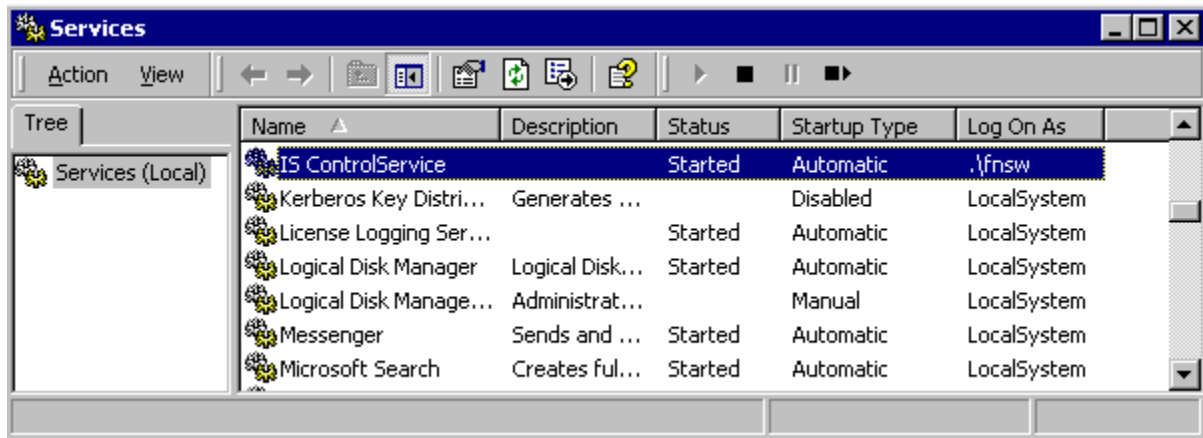 Services
Action View
Tree
Name Description Status Startup Type Log On As
Services (Local)
IS ControlService Started Automatic .\fnsw
Kerberos Key Distri... Generates ... Disabled LocalSystem
License Logging Ser... Started Automatic LocalSystem
Logical Disk Manager Logical Disk... Started Automatic LocalSystem
Logical Disk Manage... Administrat... Manual LocalSystem
Messenger Sends and ... Started Automatic LocalSystem
Microsoft Search Creates ful... Started Automatic LocalSystem